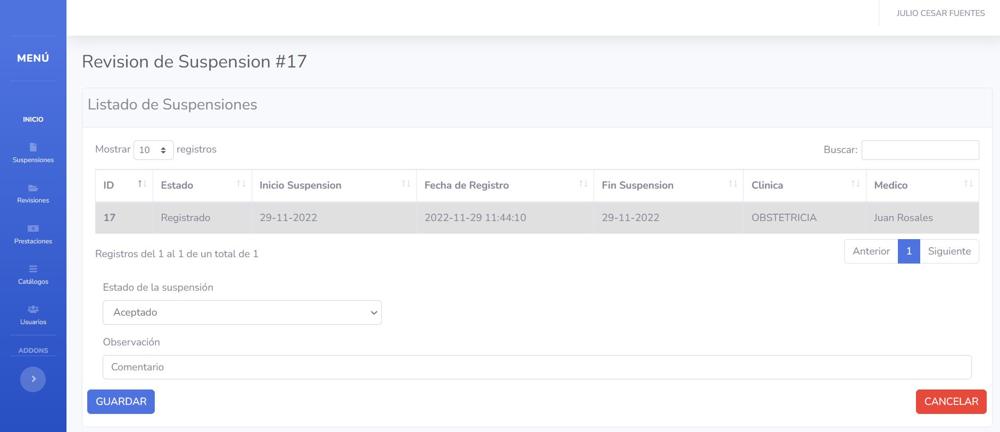 JULIO CESAR FUENTES
MENÚ
INICIO
Suspensiones
Revisiones
Prestaciones
Catálogos
Usuarios
ADDONS
Revision de Suspension #17
Listado de Suspensiones
Mostrar 10 registros
Buscar:
ID Estado Inicio Suspension Fecha de Registro Fin Suspension Clinica Medico
17 Registrado 29-11-2022 2022-11-29 11:44:10 29-11-2022 OBSTETRICIA Juan Rosales
Registros del 1 al 1 de un total de 1
Anterior 1 Siguiente
Estado de la suspensión
Aceptado
Observación
Comentario
GUARDAR CANCELAR